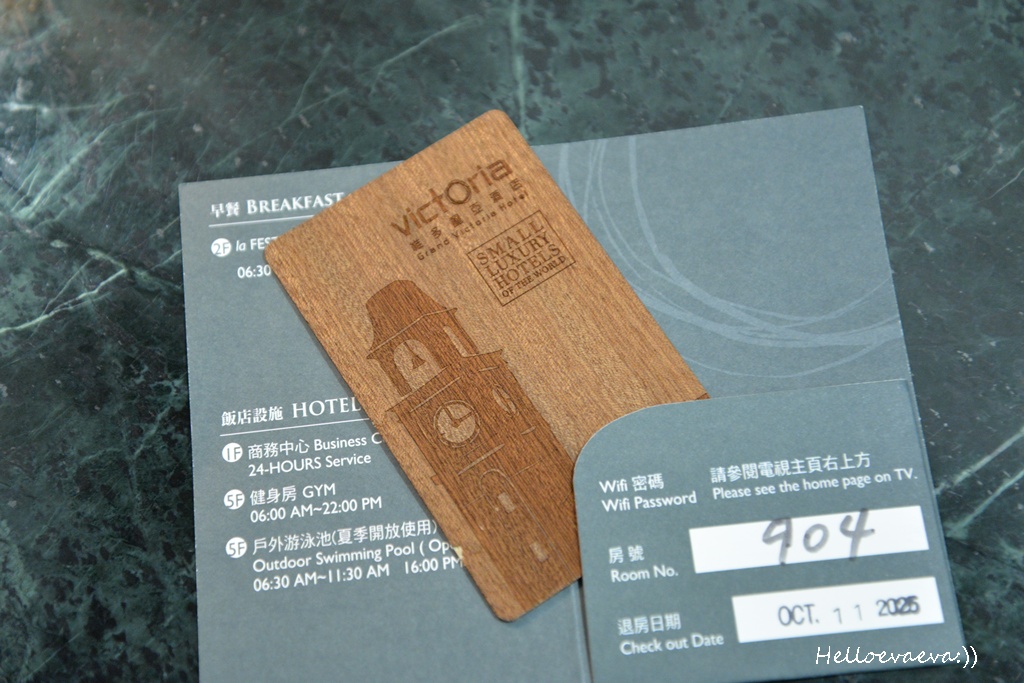 早餐 BREAKFAST
2F la FEST
06:30
victoria
維多麗亞酒店
Grand Victoria Hotel
SMALL
LUXURY
HOTELS
OF THE WORLD
飯店設施 HOTEL
1F 商務中心 Business C
24-HOURS Service
5F 健身房 GYM
06:00 AM~22:00 PM
5F 戶外游泳池(夏季開放使用)
Outdoor Swimming Pool ( Op
06:30 AM~11:30 AM 16:00 PM
Wifi 密碼 請參閱電視主頁右上方
Wifi Password Please see the home page on TV.
房號 904
Room No.
退房日期 OCT. 11 2025
Check out Date
Helloevaeva:))